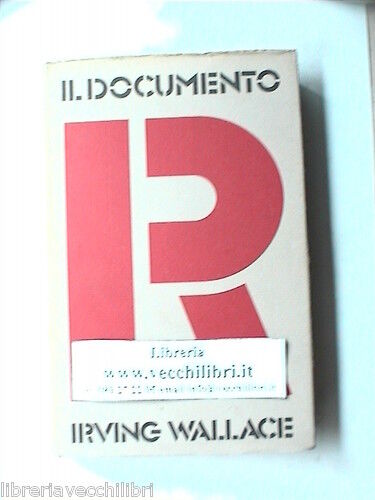 IL DOCUMENTO
R
Libreria
www.vecchilibri.it
IRVING WALLACE
libreriavecchilibri